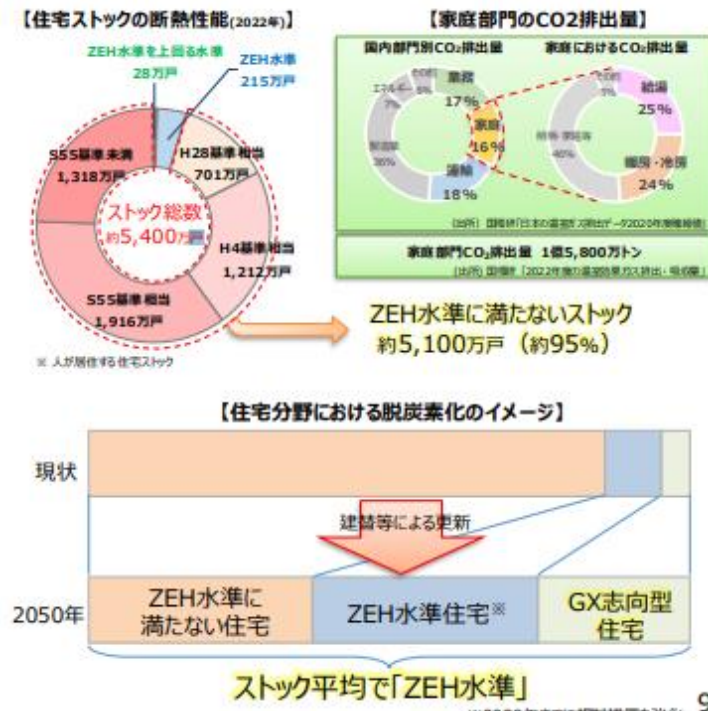 【住宅ストックの断熱性能(2022年)】
ZEH水準を上回る水準
28万戸
ZEH水準
215万戸
H28基準相当
701万戸
H4基準相当
1,212万戸
S55基準相当
1,916万戸
S55基準未満
1,318万戸
ストック総数
約5,400万戸
※ 人が居住する住宅ストック
【家庭部門のCO2排出量】
国内部門別CO₂排出量
業務
17%
家庭
16%
運輸
18%
36%
エネルギー
7%
家庭におけるCO₂排出量
給湯
25%
暖房・冷房
24%
46%
5%
家庭部門CO₂排出量 1億5,800万トン
ZEH水準に満たないストック
約5,100万戸（約95%）
【住宅分野における脱炭素化のイメージ】
現状
建替等による更新
2050年
ZEH水準に
満たない住宅
ZEH水準住宅※
GX志向型
住宅
ストック平均で「ZEH水準」
9